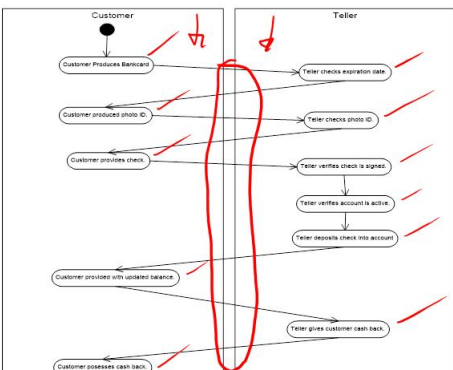 Customer
Teller
Customer Produces Bankcard
Teller checks expiration date.
Customer produced photo ID.
Teller checks photo ID.
Customer provides check.
Teller verifies check is signed.
Teller verifies account is active.
Teller deposits check into account
Customer provided with updated balance.
Teller gives customer cash back.
Customer posesses cash back.